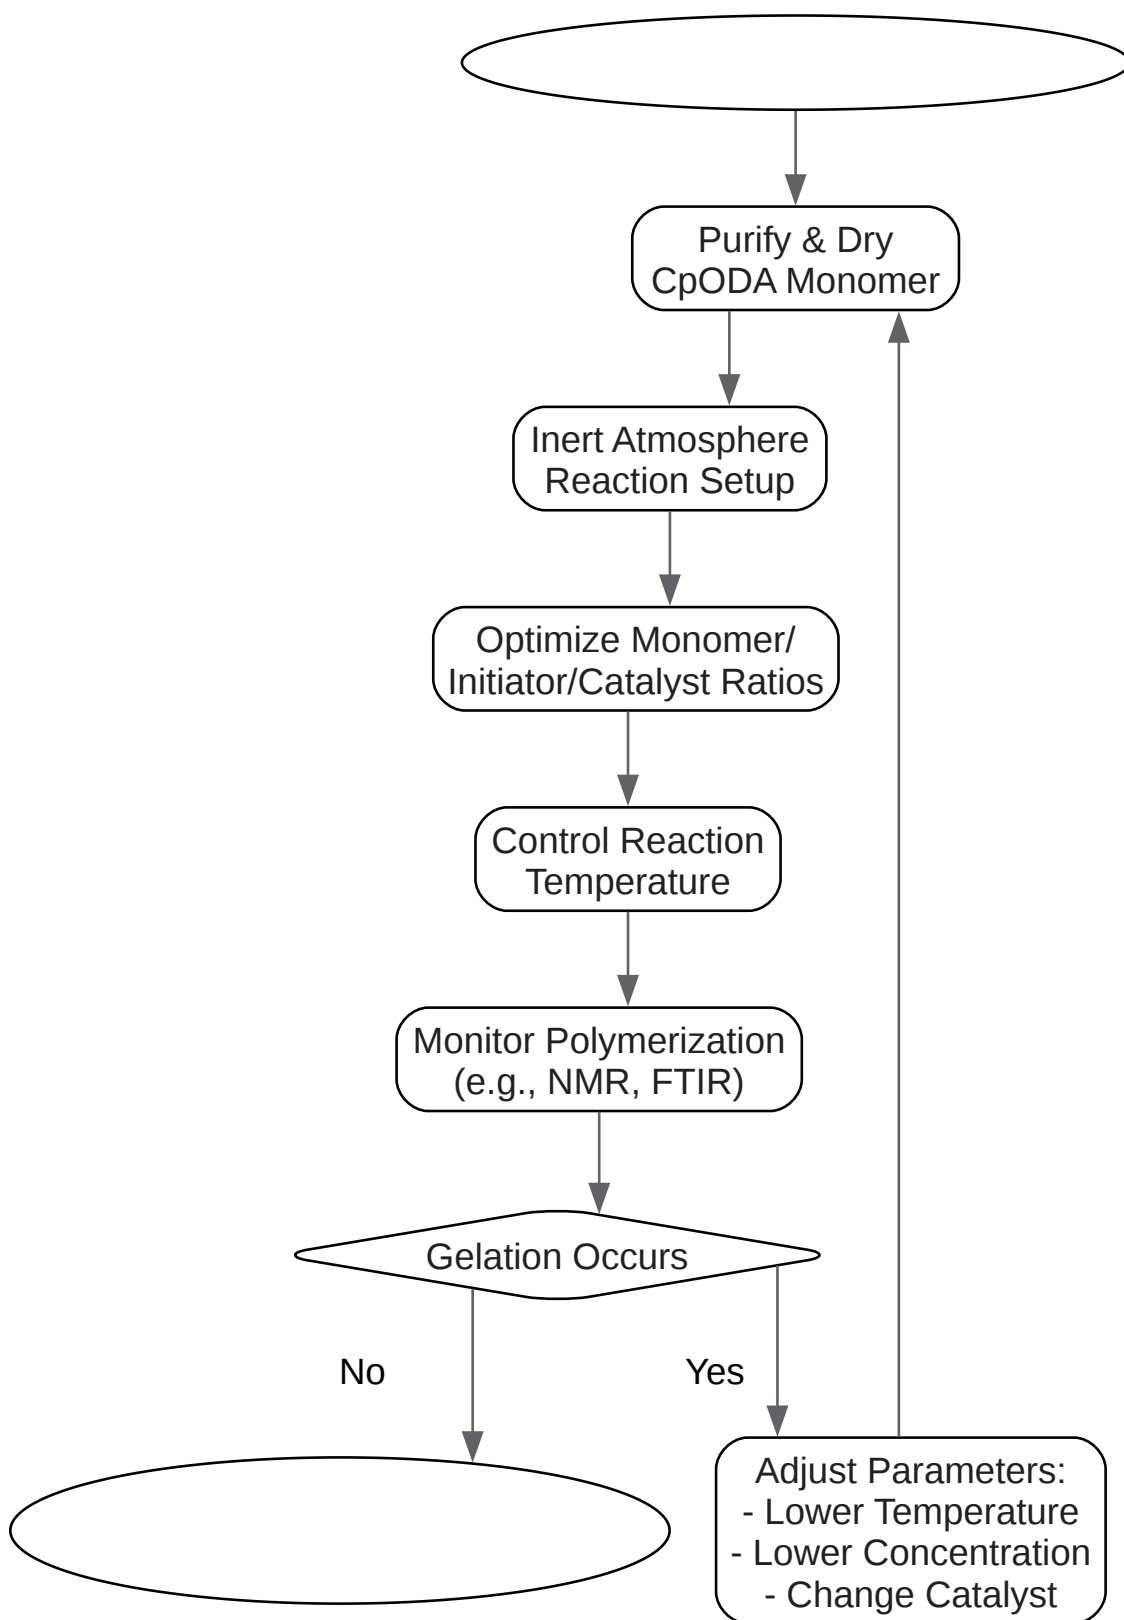 Purify & Dry
CpODA Monomer
Inert Atmosphere
Reaction Setup
Optimize Monomer/
Initiator/Catalyst Ratios
Control Reaction
Temperature
Monitor Polymerization
(e.g., NMR, FTIR)
Gelation Occurs
No
Yes
Adjust Parameters:
- Lower Temperature
- Lower Concentration
- Change Catalyst